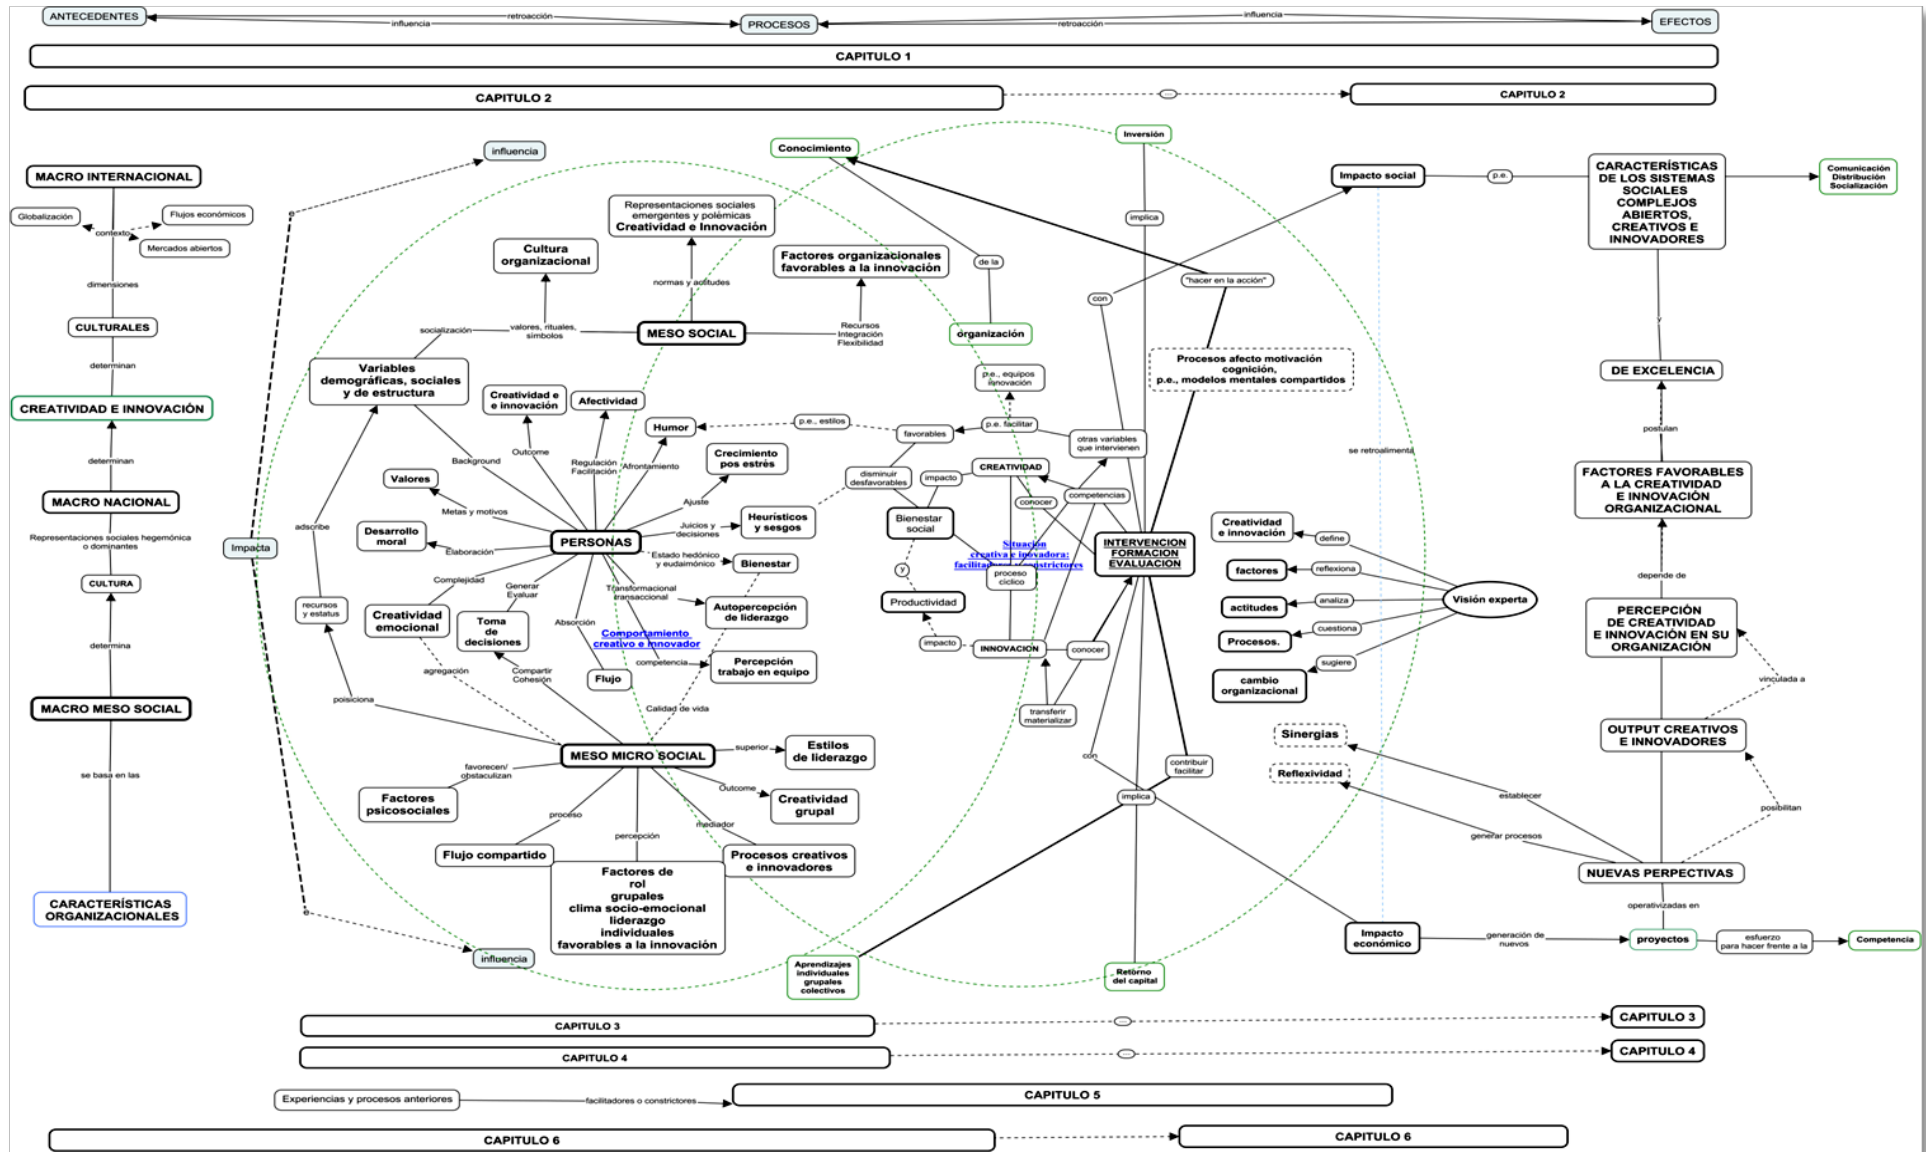 ANTECEDENTES
retroacción
influencia
PROCESOS
influencia
retroacción
EFECTOS
CAPITULO 1
CAPITULO 2
...
CAPITULO 2
MACRO INTERNACIONAL
Globalización
contexto
Flujos económicos
Mercados abiertos
dimensiones
CULTURALES
determinan
CREATIVIDAD E INNOVACIÓN
determinan
MACRO NACIONAL
Representaciones sociales hegemónica
o dominantes
CULTURA
determina
MACRO MESO SOCIAL
se basa en las
CARACTERÍSTICAS
ORGANIZACIONALES
influencia
Impacta
influencia
Representaciones sociales
emergentes y polémicas
Creatividad e Innovación
Cultura
organizacional
Factores organizacionales
favorables a la innovación
normas y actitudes
socialización
valores, rituales,
símbolos
MESO SOCIAL
Recursos
Integración
Flexibilidad
Variables
demográficas, sociales
y de estructura
Creatividad e
e innovación
Afectividad
Humor
Crecimiento
pos estrés
Background
Outcome
Regulación
Facilitación
Afrontamiento
Ajuste
Valores
Metas y motivos
Juicios y
decisiones
Heurísticos
y sesgos
Desarrollo
moral
Elaboración
PERSONAS
Estado hedónico
y eudaimónico
Bienestar
adscribe
recursos
y estatus
Complejidad
Generar
Evaluar
Transformacional
transaccional
Autopercepción
de liderazgo
Creatividad
emocional
Toma
de
decisiones
Absorción
Comportamiento
creativo e innovador
competencia
Percepción
trabajo en equipo
agregación
Compartir
Cohesión
Flujo
poisiciona
Calidad de vida
MESO MICRO SOCIAL
superior
Estilos
de liderazgo
favorecen/
obstaculizan
Factores
psicosociales
Outcome
Creatividad
grupal
proceso
percepción
mediador
Flujo compartido
Procesos creativos
e innovadores
Factores de
rol
grupales
clima socio-emocional
liderazgo
individuales
favorables a la innovación
Conocimiento
de la
organización
Inversión
implica
con
"hacer en la acción"
Procesos afecto motivación
cognición,
p.e., modelos mentales compartidos
p.e., equipos
innovación
p.e. facilitar
p.e., estilos
favorables
otras variables
que intervienen
disminuir
desfavorables
impacto
CREATIVIDAD
conocer
competencias
Bienestar
social
Situación
creativa e inovadora:
proceso
cíclico
INTERVENCION
FORMACION
EVALUACION
y
Productividad
impacto
INNOVACION
conocer
transferir
materializar
con
contribuir
facilitar
implica
Aprendizajes
individuales
grupales
colectivos
Retorno
del capital
Impacto social
p.e.
CARACTERÍSTICAS
DE LOS SISTEMAS
SOCIALES
COMPLEJOS
ABIERTOS,
CREATIVOS E
INNOVADORES
Comunicación
Distribución
Socialización
y
DE EXCELENCIA
postulan
se retroalimenta
FACTORES FAVORABLES
A LA CREATIVIDAD
E INNOVACIÓN
ORGANIZACIONAL
depende de
Creatividad
e innovación
define
factores
reflexiona
actitudes
analiza
Procesos.
cuestiona
cambio
organizacional
sugiere
Visión experta
PERCEPCIÓN
DE CREATIVIDAD
E INNOVACIÓN EN SU
ORGANIZACIÓN
vinculada a
OUTPUT CREATIVOS
E INNOVADORES
Sinergias
Reflexividad
establecer
generar procesos
posibilitan
NUEVAS PERPECTIVAS
operativizadas en
Impacto
económico
generación de
nuevos
proyectos
esfuerzo
para hacer frente a la
Competencia
CAPITULO 3
...
CAPITULO 3
CAPITULO 4
...
CAPITULO 4
Experiencias y procesos anteriores
facilitadores o constrictores
CAPITULO 5
CAPITULO 6
CAPITULO 6